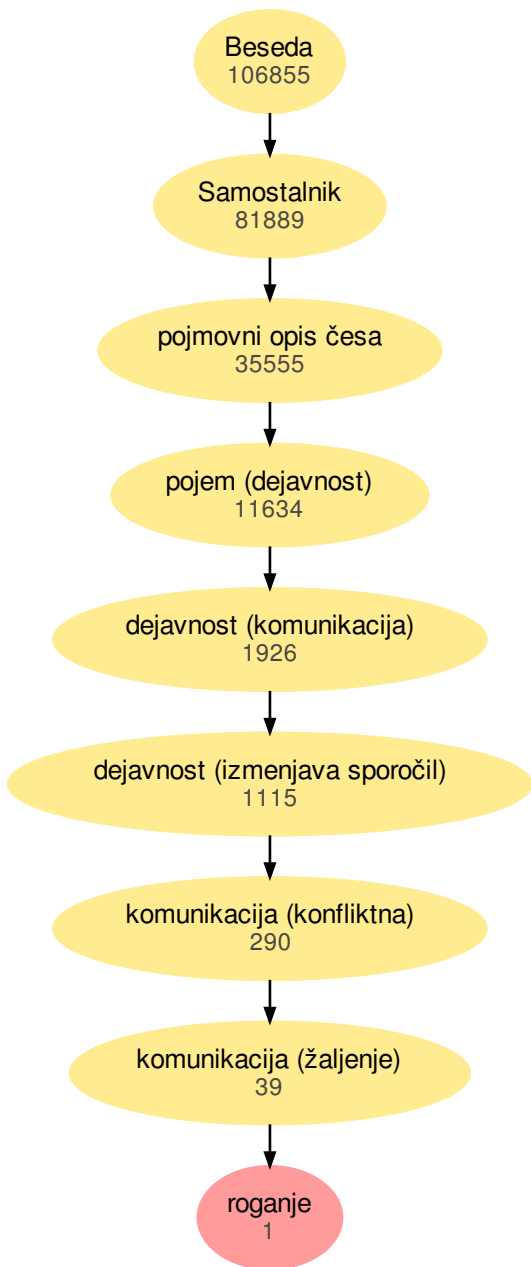 Beseda
106855
Samostalnik
81889
pojmovni opis česa
35555
pojem (dejavnost)
11634
dejavnost (komunikacija)
1926
dejavnost (izmenjava sporočil)
1115
komunikacija (konfliktna)
290
komunikacija (žaljenje)
39
roganje
1